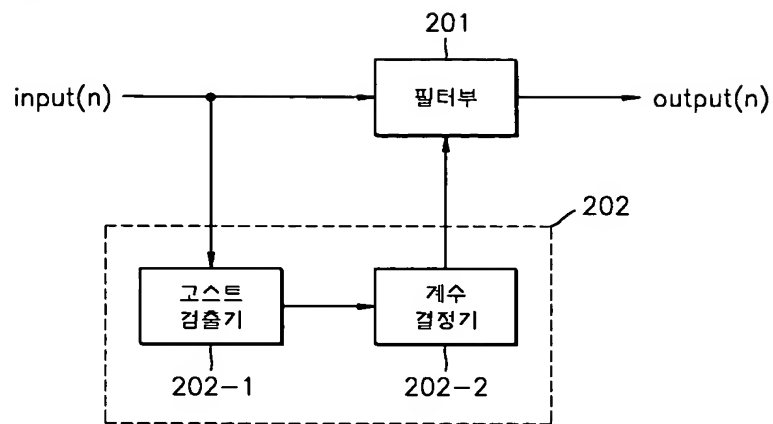 201
input(n)
필터부
output(n)
202
고스트
검출기
계수
결정기
202-1
202-2